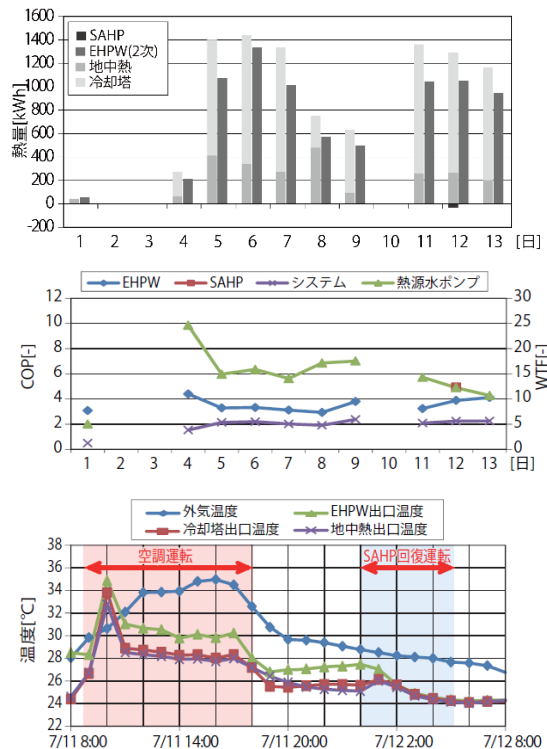 1600
1400
1200
1000
800
600
400
200
0
-200
熱量[kWh]
SAHP
EHPW(2次)
地中熱
冷却塔
1 2 3 4 5 6 7 8 9 10 11 12 13 [日]
EHPW SAHP システム 熱源水ポンプ
12
10
8
6
4
2
0
COP[-]
30
25
20
15
10
5
0
WTF[-]
1 2 3 4 5 6 7 8 9 10 11 12 13 [日]
外気温度 EHPW出口温度
冷却塔出口温度 地中熱出口温度
38
36
34
32
30
28
26
24
22
温度[℃]
空調運転 SAHP回復運転
7/11 8:00 7/11 14:00 7/11 20:00 7/12 2:00 7/12 8:00